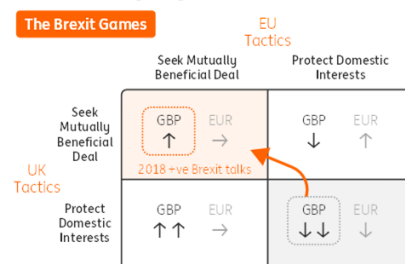 The Brexit Games
EU
Tactics
Seek Mutually
Beneficial Deal
Protect Domestic
Interests
Seek
Mutually
Beneficial
Deal
GBP EUR
↑ →
2018 +ve Brexit talks
GBP EUR
↓ ↑
UK
Tactics
Protect
Domestic
Interests
GBP EUR
↑↑ →
GBP EUR
↓↓ ↓